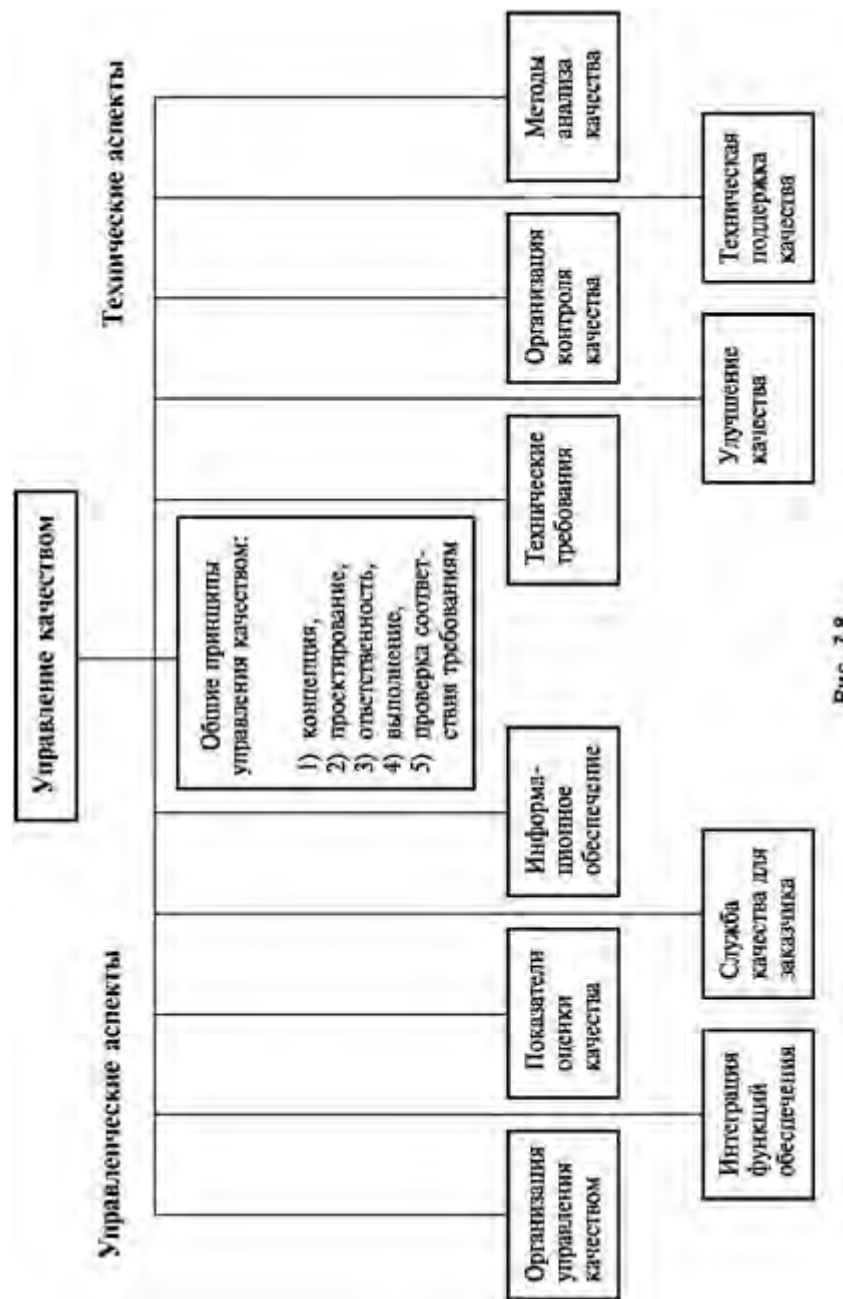 Управление качеством
Управленческие аспекты
Технические аспекты
Общие принципы
управления качеством:
1) концепция,
2) проектирование,
3) ответственность,
4) выполнение,
5) проверка соответ-
ствия требованиям
Организация
управления
качеством
Показатели
оценки
качества
Информа-
ционное
обеспечение
Технические
требования
Организация
контроля
качества
Методы
анализа
качества
Интеграция
функций
обеспечения
Служба
качества для
заказчика
Улучшение
качества
Техническая
поддержка
качества
Рис.